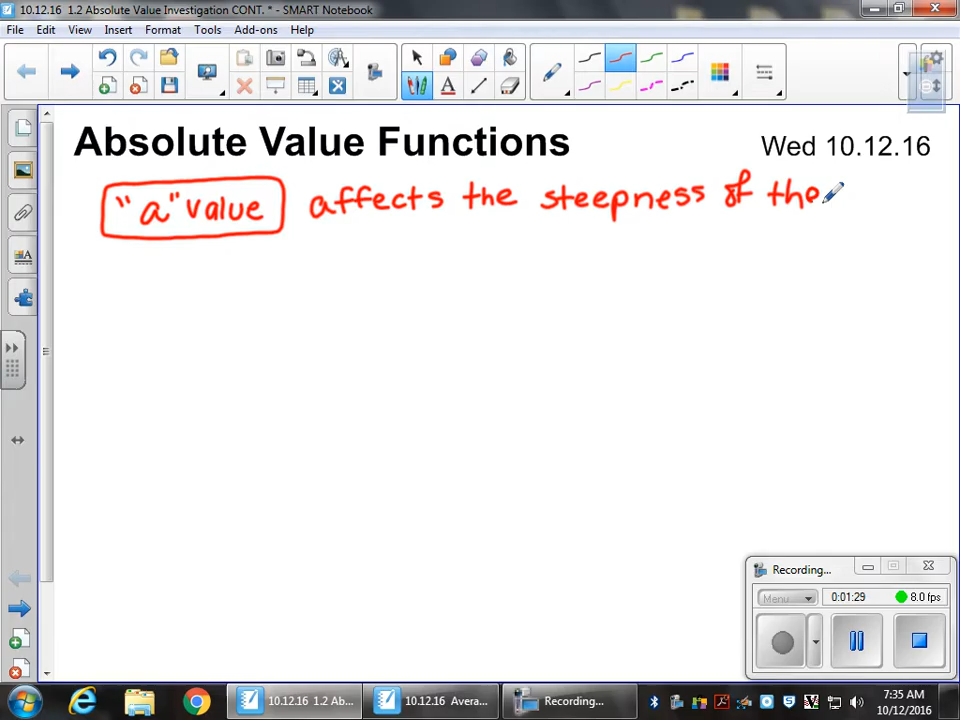 10.12.16 1.2 Absolute Value Investigation CONT. * - SMART Notebook
File Edit View Insert Format Tools Add-ons Help
Absolute Value Functions
Wed 10.12.16
"a" value affects the steepness of the
Recording...
Menu
0:01:29
8.0 fps
10.12.16 1.2 Ab...
10.12.16 Avera...
Recording...
7:35 AM
10/12/2016